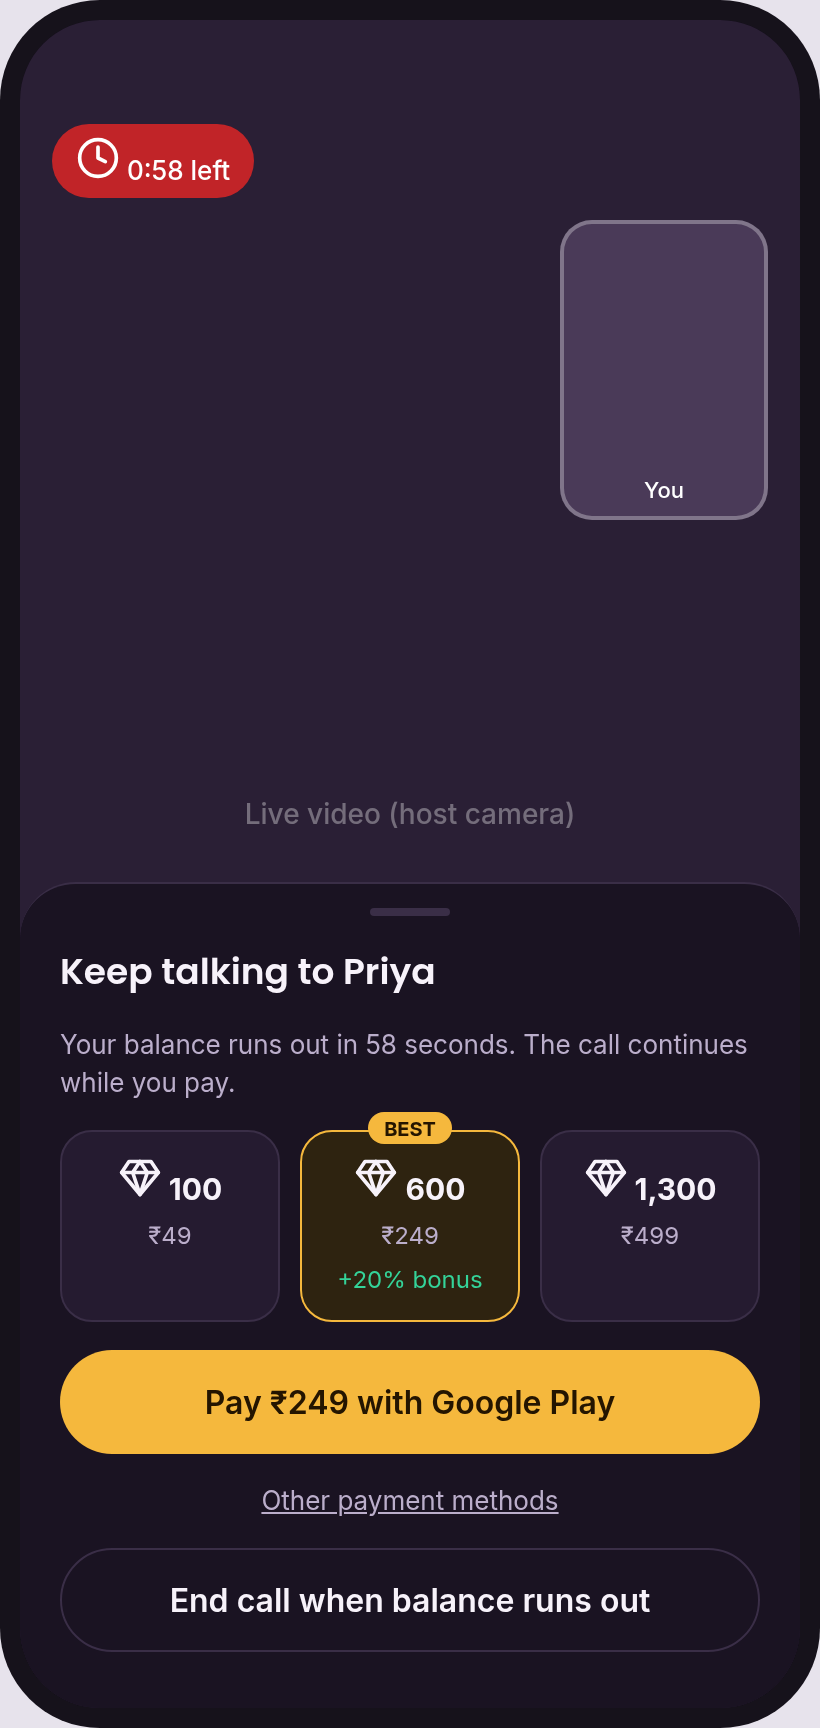 0:58 left
You
Live video (host camera)
Keep talking to Priya
Your balance runs out in 58 seconds. The call continues
while you pay.
BEST
100
₹49
600
₹249
+20% bonus
1,300
₹499
Pay ₹249 with Google Play
Other payment methods
End call when balance runs out